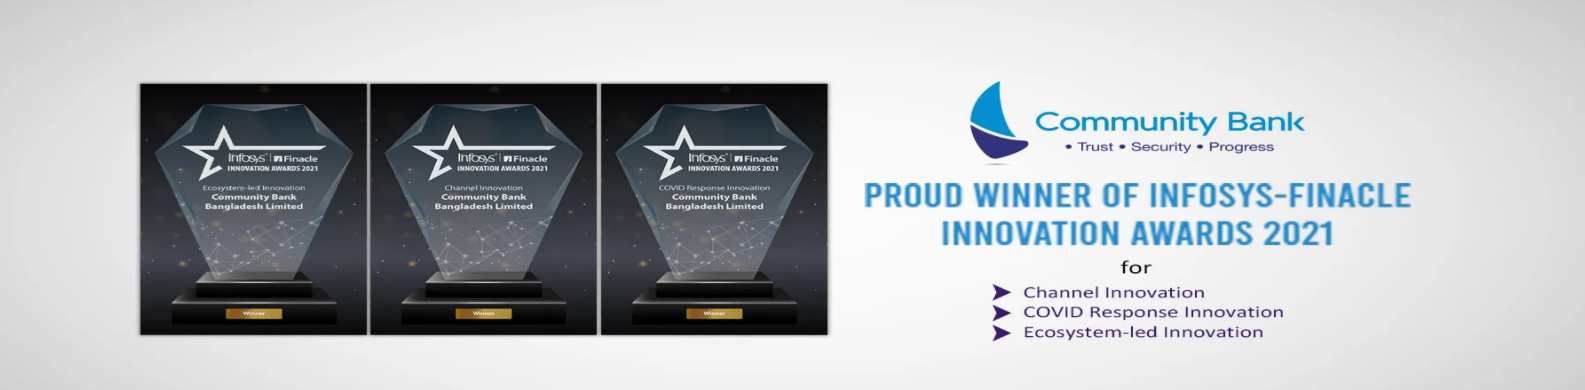 Infosys | Finacle
INNOVATION AWARDS 2021
Ecosystem-led Innovation
Community Bank
Bangladesh Limited
Winner
Infosys | Finacle
INNOVATION AWARDS 2021
Channel Innovation
Community Bank
Bangladesh Limited
Winner
Infosys | Finacle
INNOVATION AWARDS 2021
COVID Response Innovation
Community Bank
Bangladesh Limited
Winner
Community Bank
• Trust • Security • Progress
PROUD WINNER OF INFOSYS-FINACLE
INNOVATION AWARDS 2021
for
➤ Channel Innovation
➤ COVID Response Innovation
➤ Ecosystem-led Innovation